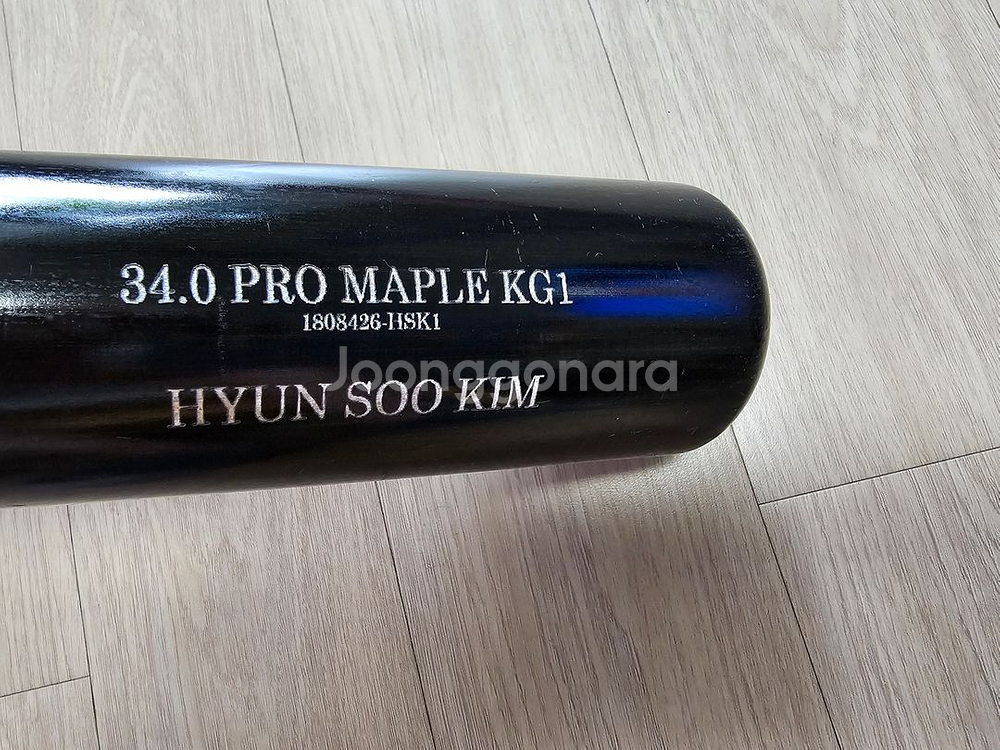 34.0 PRO MAPLE KG1
1808426-HSK1
Joonggonara
HYUN SOO KIM